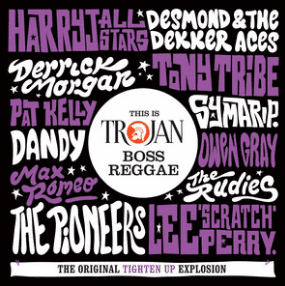 HARRY J ALL STARS
DESMOND & THE DEKKER ACES
Derrick Morgan
TONY TRIBE
PAT KELLY
SYMARIP.
THIS IS
TROJAN
BOSS
REGGAE
DANDY
OWEN GRAY
Max Romeo
The Rudies
THE PIONEERS
LEE 'SCRATCH' PERRY.
THE ORIGINAL TIGHTEN UP EXPLOSION